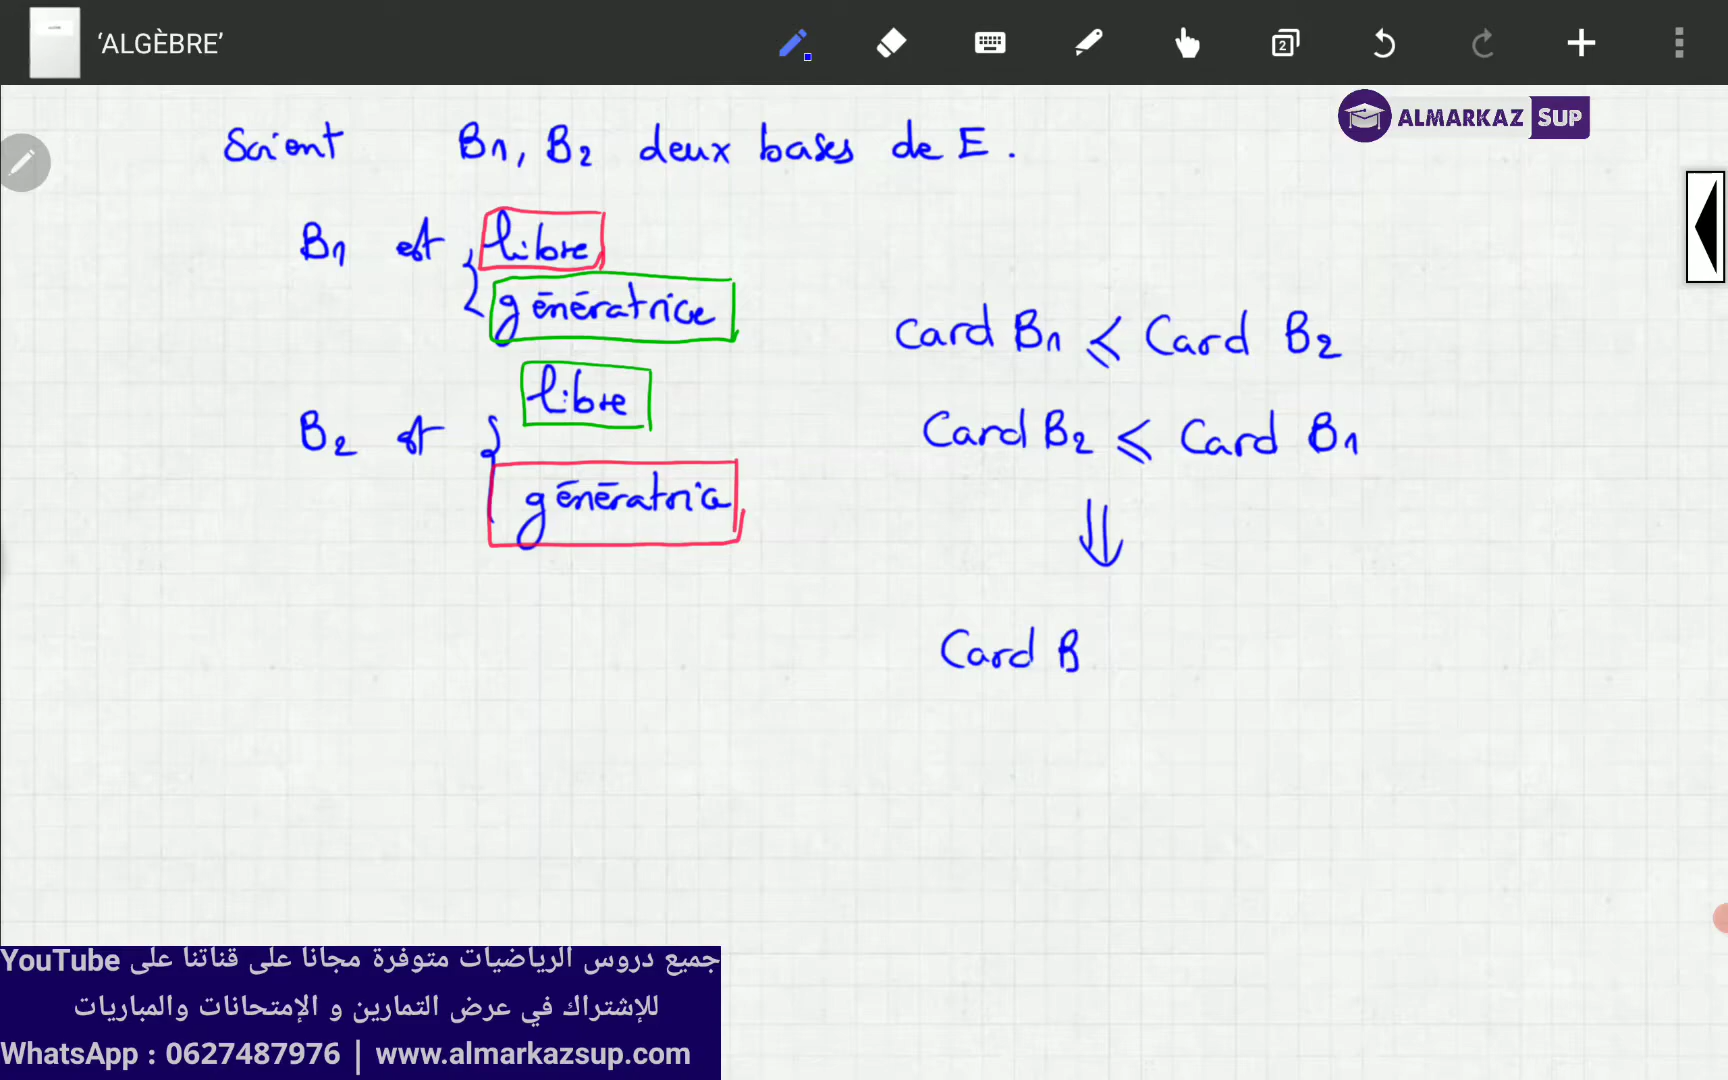 ‘ALGÈBRE’
2
ALMARKAZ SUP
Soient B1, B2 deux bases de E.
B1 est { libre
génératrice
Card B1 ⩽ Card B2
libre
B2 est {
Card B2 ⩽ Card B1
génératrice
⇓
Card B
جميع دروس الرياضيات متوفرة مجانا على قناتنا على YouTube
للإشتراك في عرض التمارين و الإمتحانات والمباريات
WhatsApp : 0627487976 | www.almarkazsup.com